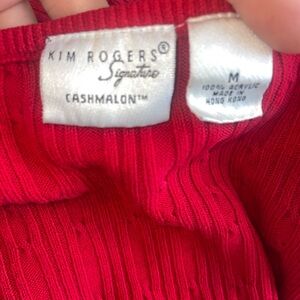 KIM ROGERS®
Signature
CASHMALON™
M
100% ACRYLIC
MADE IN
HONG KONG